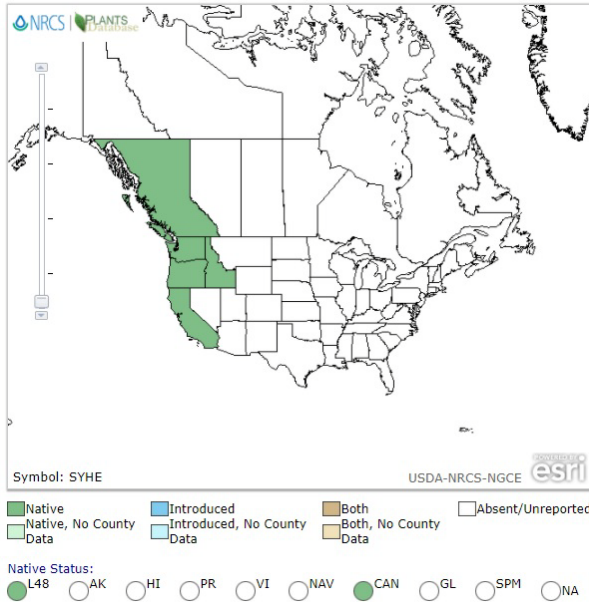 NRCS | PLANTS
Database
Symbol: SYHE
USDA-NRCS-NGCE
POWERED BY
esri
Native
Introduced
Both
Absent/Unreported
Native, No County
Data
Introduced, No County
Data
Both, No County
Data
Native Status:
L48 AK HI PR VI NAV CAN GL SPM NA